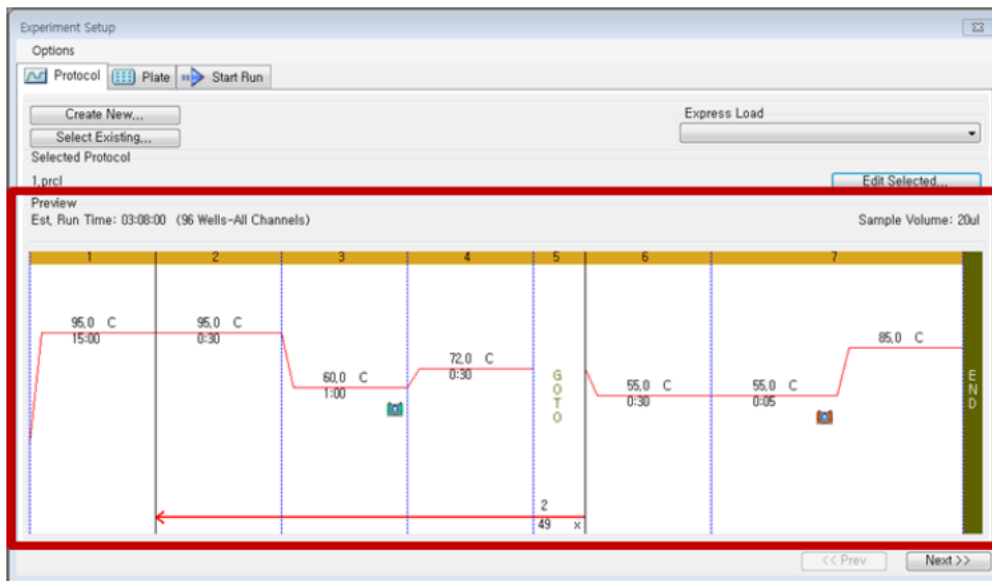 Experiment Setup
Options
Protocol Plate Start Run
Create New...
Express Load
Select Existing...
Selected Protocol
1.prcl Edit Selected...
Preview
Est. Run Time: 03:08:00 (96 Wells-All Channels) Sample Volume: 20ul
1 2 3 4 5 6 7
95.0 C 95.0 C 85.0 C
15:00 0:30
72.0 C
60.0 C 0:30 55.0 C 55.0 C
1:00 0:30 0:05
GOTO
END
2
49 x
<< Prev Next >>